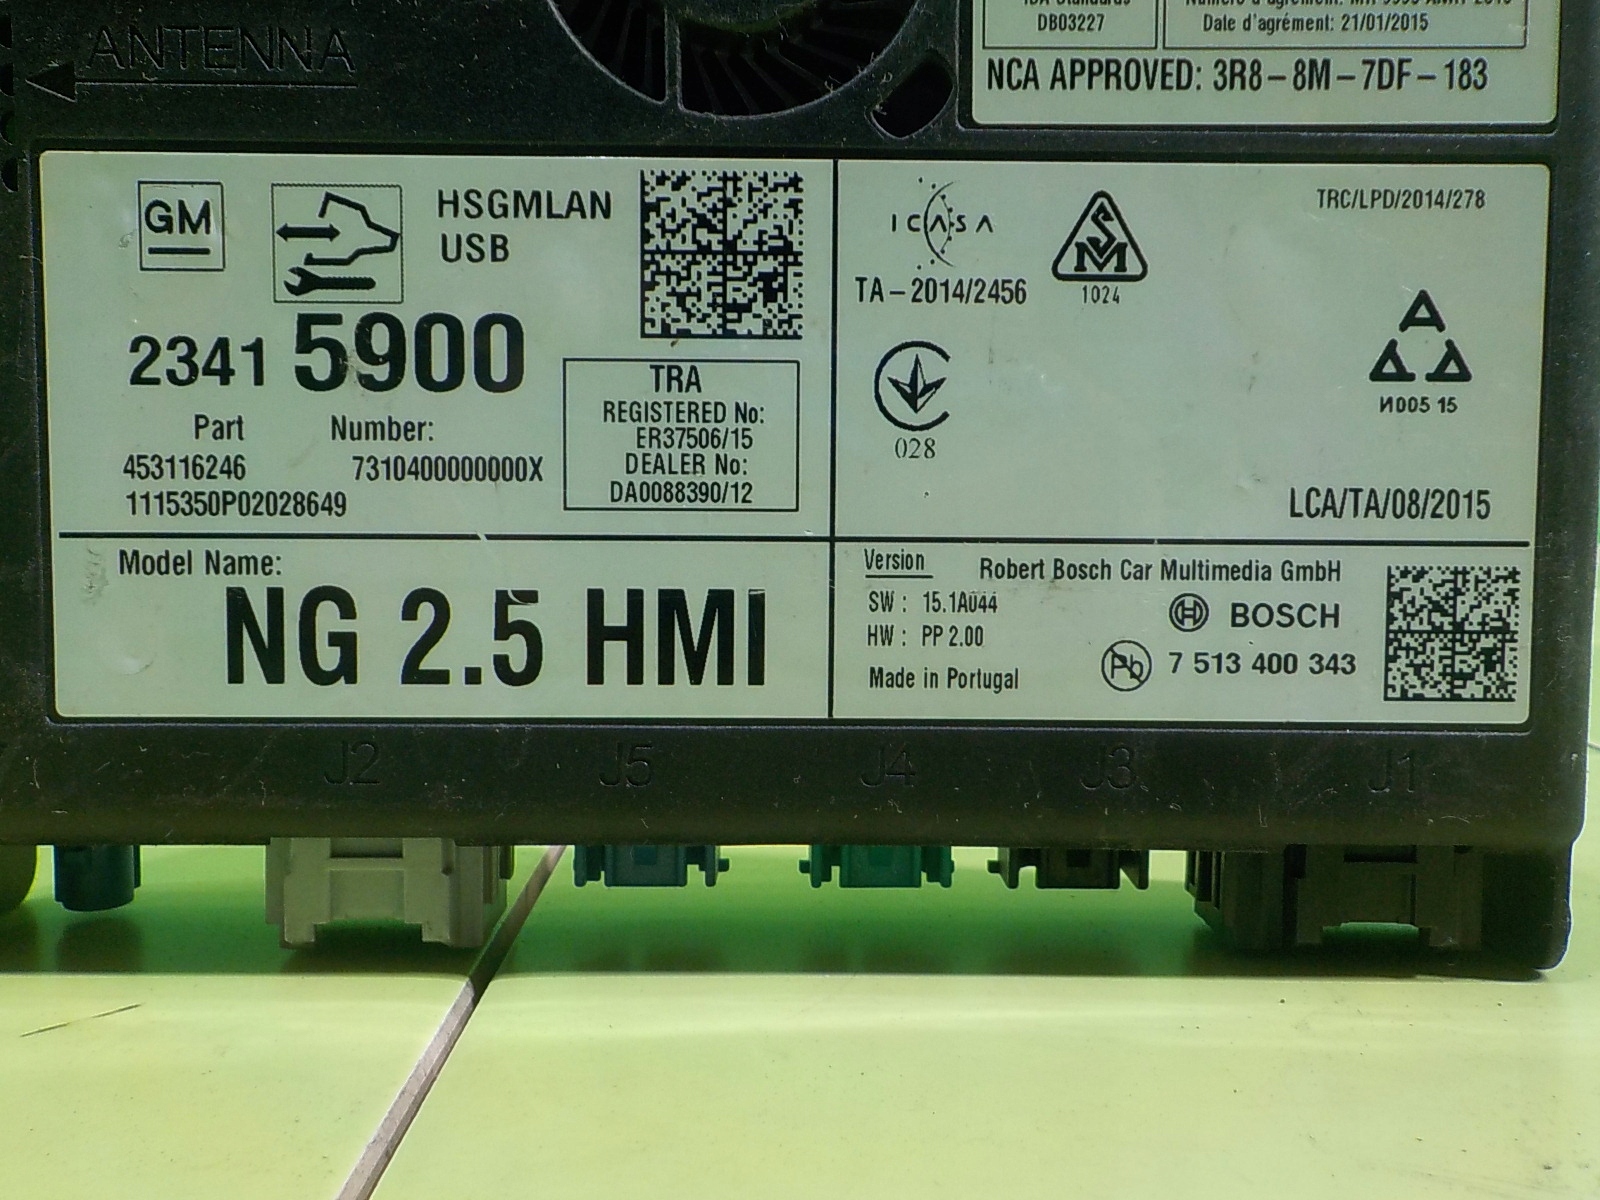 ANTENNA
DB03227
Date d'agrément: 21/01/2015
NCA APPROVED: 3R8-8M-7DF-183
GM
HSGMLAN
USB
2341 5900
Part Number:
453116246 7310400000000X
1115350P02028649
TRA
REGISTERED No:
ER37506/15
DEALER No:
DA0088390/12
ICASA
TA-2014/2456
SM
1024
TRC/LPD/2014/278
028
И005 15
LCA/TA/08/2015
Model Name:
NG 2.5 HMI
Version
SW: 15.1A044
HW: PP 2.00
Made in Portugal
Robert Bosch Car Multimedia GmbH
BOSCH
Pb 7 513 400 343
J2 J5 J4 J3 J1